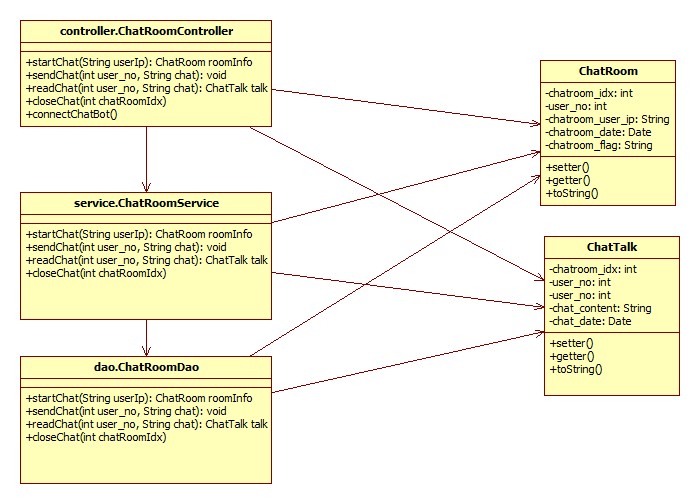 controller.ChatRoomController
+startChat(String userIp): ChatRoom roomInfo
+sendChat(int user_no, String chat): void
+readChat(int user_no, String chat): ChatTalk talk
+closeChat(int chatRoomIdx)
+connectChatBot()
service.ChatRoomService
+startChat(String userIp): ChatRoom roomInfo
+sendChat(int user_no, String chat): void
+readChat(int user_no, String chat): ChatTalk talk
+closeChat(int chatRoomIdx)
dao.ChatRoomDao
+startChat(String userIp): ChatRoom roomInfo
+sendChat(int user_no, String chat): void
+readChat(int user_no, String chat): ChatTalk talk
+closeChat(int chatRoomIdx)
ChatRoom
-chatroom_idx: int
-user_no: int
-chatroom_user_ip: String
-chatroom_date: Date
-chatroom_flag: String
+setter()
+getter()
+toString()
ChatTalk
-chatroom_idx: int
-user_no: int
-user_no: int
-chat_content: String
-chat_date: Date
+setter()
+getter()
+toString()